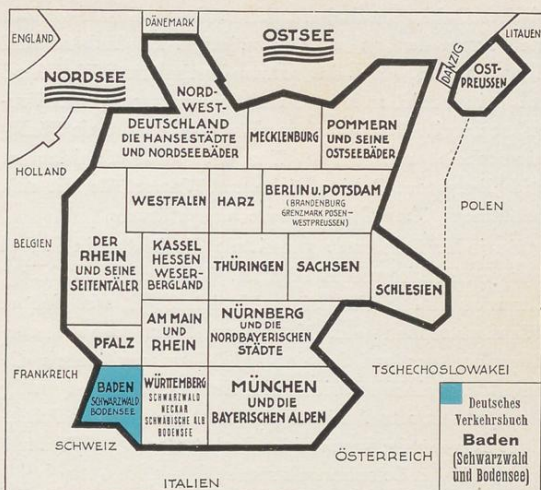 DÄNEMARK
ENGLAND
OSTSEE
LITAUEN
NORDSEE
DANZIG
OST-
PREUSSEN
NORD-
WEST-
DEUTSCHLAND
DIE HANSESTÄDTE
UND NORDSEEBÄDER
MECKLENBURG
POMMERN
UND SEINE
OSTSEEBÄDER
HOLLAND
WESTFALEN
HARZ
BERLIN u. POTSDAM
(BRANDENBURG
GRENZMARK POSEN-
WESTPREUSSEN)
POLEN
BELGIEN
DER
RHEIN
UND SEINE
SEITENTÄLER
KASSEL
HESSEN
WESER-
BERGLAND
THÜRINGEN
SACHSEN
SCHLESIEN
PFALZ
AM MAIN
UND
RHEIN
NÜRNBERG
UND DIE
NORDBAYERISCHEN
STÄDTE
FRANKREICH
TSCHECHOSLOWAKEI
BADEN
SCHWARZWALD
BODENSEE
WÜRTTEMBERG
SCHWARZWALD
NECKAR
SCHWÄBISCHE ALB
BODENSEE
MÜNCHEN
UND DIE
BAYERISCHEN ALPEN
SCHWEIZ
ÖSTERREICH
ITALIEN
Deutsches
Verkehrsbuch
Baden
(Schwarzwald
und Bodensee)